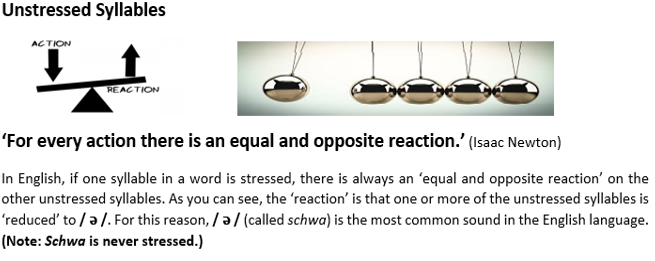 Unstressed Syllables
ACTION
REACTION
‘For every action there is an equal and opposite reaction.’ (Isaac Newton)
In English, if one syllable in a word is stressed, there is always an ‘equal and opposite reaction’ on the
other unstressed syllables. As you can see, the ‘reaction’ is that one or more of the unstressed syllables is
‘reduced’ to / ə /. For this reason, / ə / (called schwa) is the most common sound in the English language.
(Note: Schwa is never stressed.)